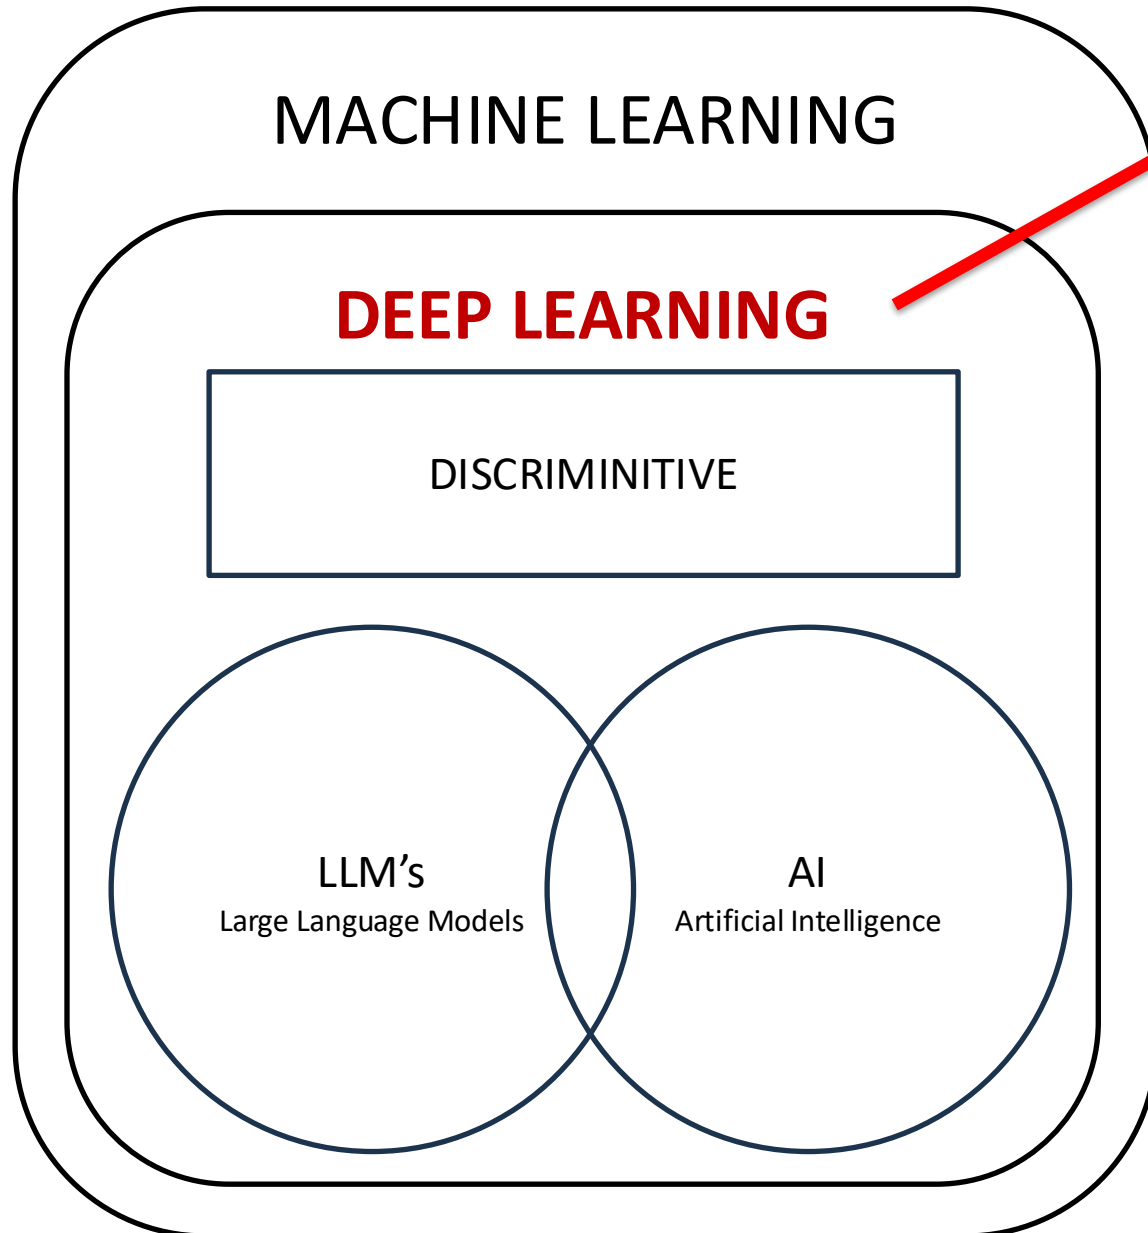 MACHINE LEARNING
DEEP LEARNING
DISCRIMINITIVE
LLM’s
Large Language Models
AI
Artificial Intelligence